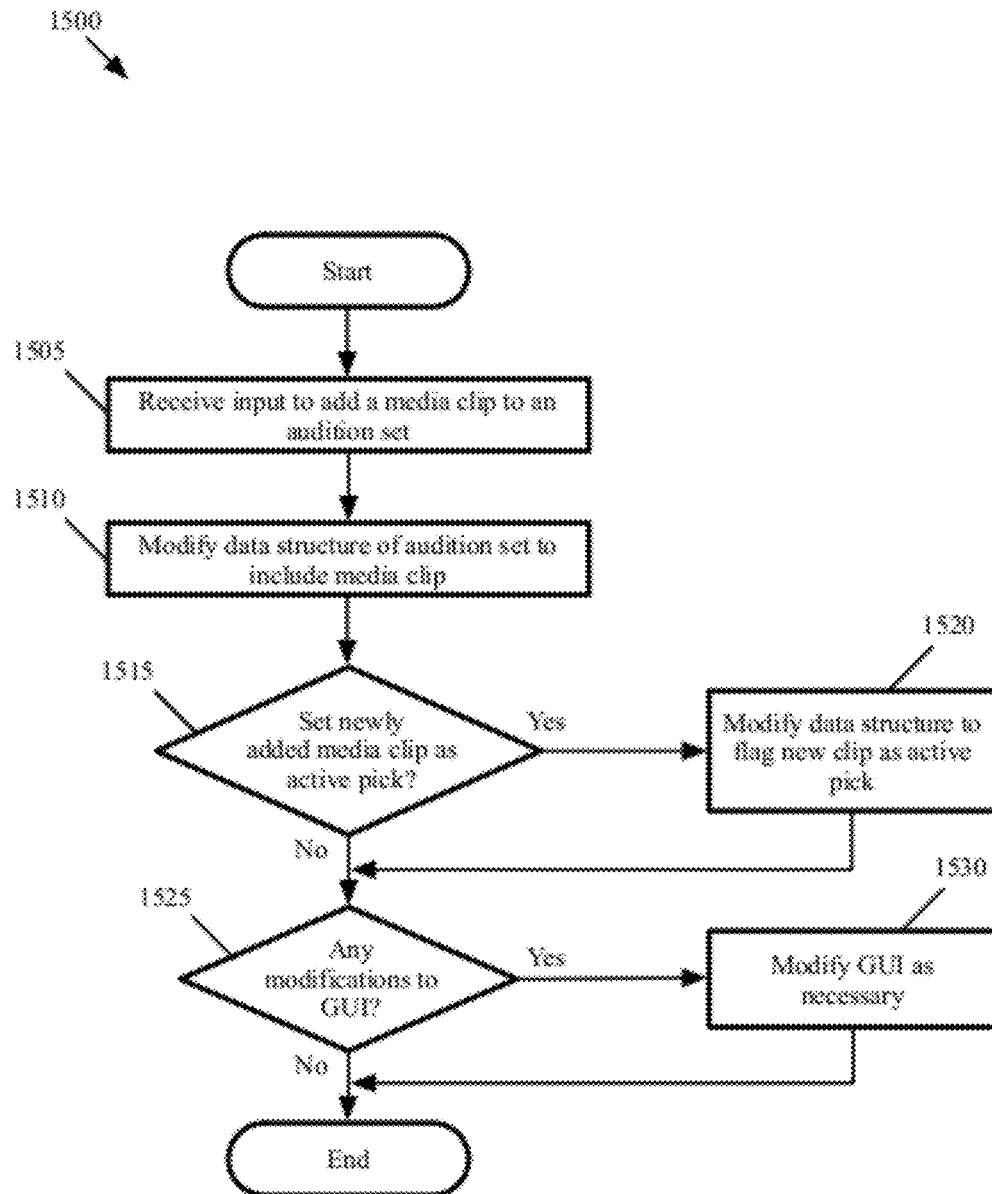 1500
Start
1505
Receive input to add a media clip to an
audition set
1510
Modify data structure of audition set to
include media clip
1515
Set newly
added media clip as
active pick?
Yes
1520
Modify data structure to
flag new clip as active
pick
No
1525
Any
modifications to
GUI?
Yes
1530
Modify GUI as
necessary
No
End